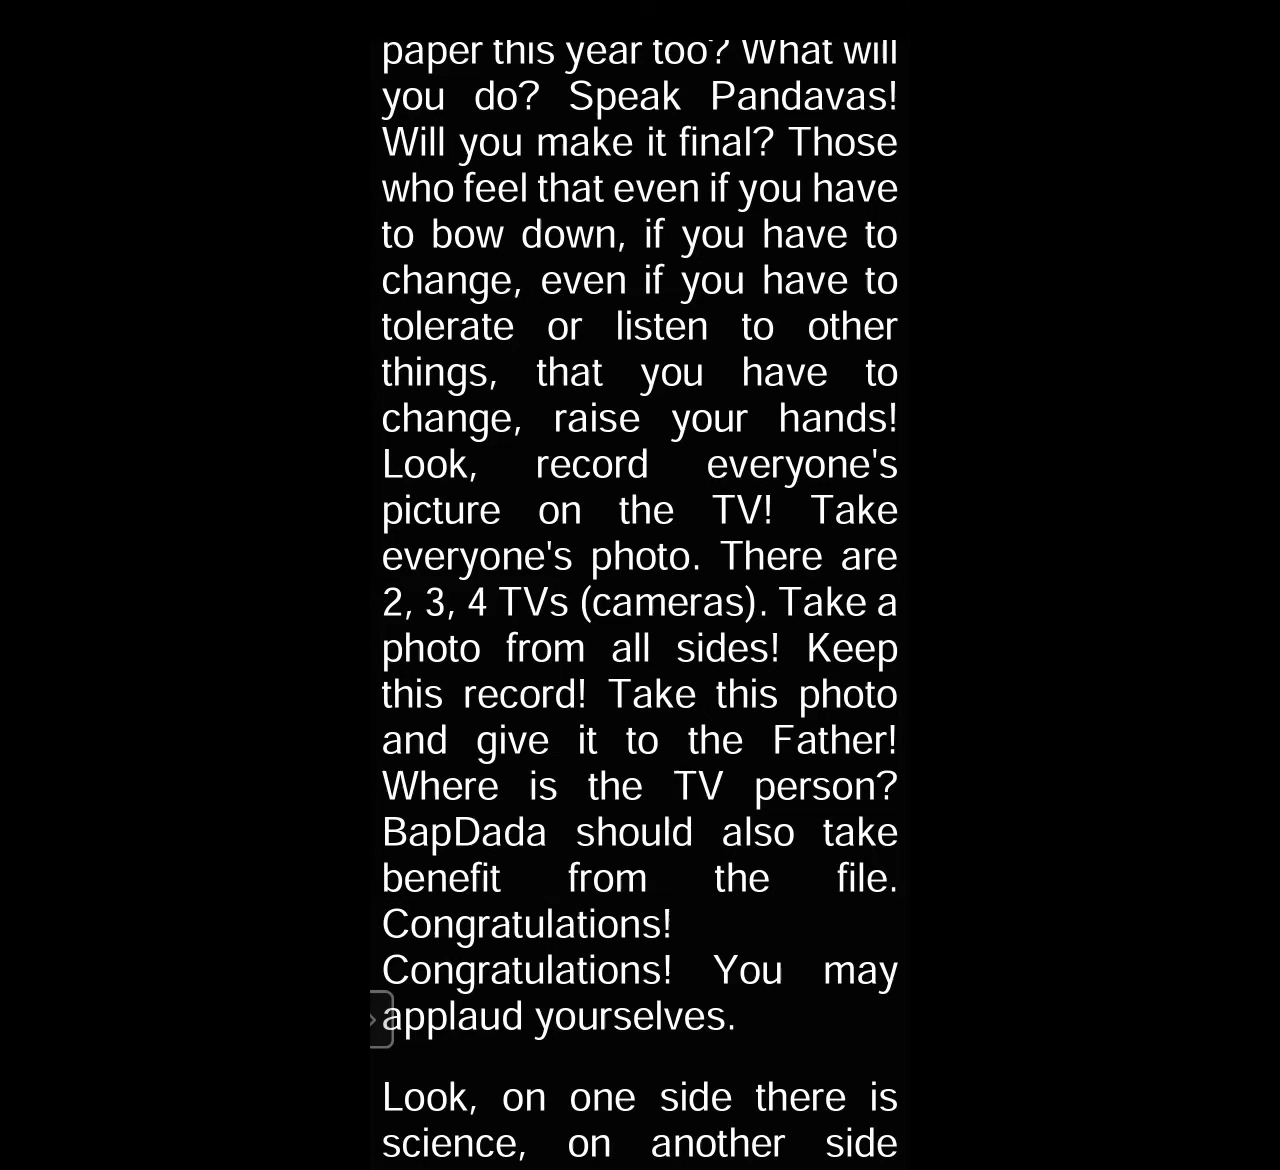 paper this year too? What will
you do? Speak Pandavas!
Will you make it final? Those
who feel that even if you have
to bow down, if you have to
change, even if you have to
tolerate or listen to other
things, that you have to
change, raise your hands!
Look, record everyone's
picture on the TV! Take
everyone's photo. There are
2, 3, 4 TVs (cameras). Take a
photo from all sides! Keep
this record! Take this photo
and give it to the Father!
Where is the TV person?
BapDada should also take
benefit from the file.
Congratulations!
Congratulations! You may
applaud yourselves.
Look, on one side there is
science, on another side